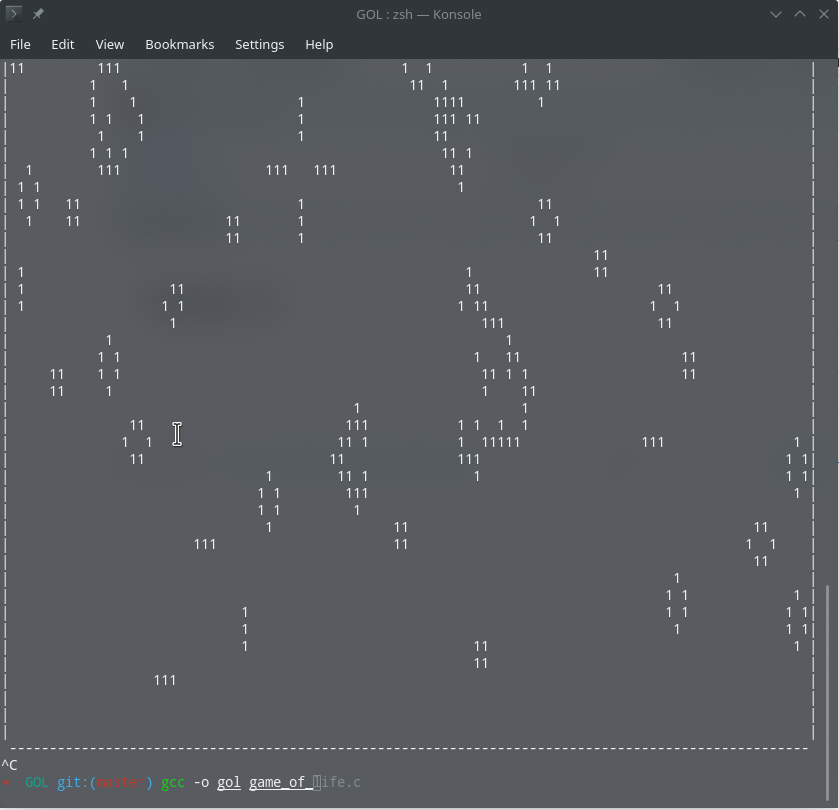 GOL : zsh — Konsole
File Edit View Bookmarks Settings Help
|11 111 1 1 1 1 |
| 1 1 11 1 111 11 |
| 1 1 1 1111 1 |
| 1 1 1 1 111 11 |
| 1 1 1 11 |
| 1 1 1 11 1 |
| 1 111 111 111 11 |
| 1 1 1 |
| 1 1 11 1 11 |
| 1 11 11 1 1 1 |
| 11 1 11 |
| 11 |
| 1 1 11 |
| 1 11 11 11 |
| 1 1 1 1 11 1 1 |
| 1 111 11 |
| 1 1 |
| 1 1 1 11 11 |
| 11 1 1 11 1 1 11 |
| 11 1 1 11 |
| 1 1 |
| 11 111 1 1 1 1 |
| 1 1 11 1 1 11111 111 1 |
| 11 11 111 1 1|
| 1 11 1 1 1 1|
| 1 1 111 1 |
| 1 1 1 |
| 1 11 11 |
| 111 11 1 1 |
| 11 |
| 1 |
| 1 1 1 |
| 1 1 1 1 1|
| 1 1 1 1|
| 1 11 1 |
| 11 |
| 111 |
| |
| |
| |
----------------------------------------------------------------------------------------------------
^C
GOL git:(master) gcc -o gol game_of_life.c